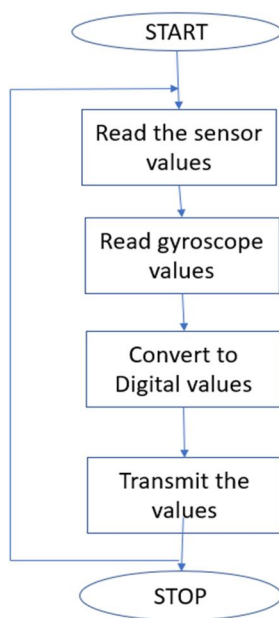 START
Read the sensor
values
Read gyroscope
values
Convert to
Digital values
Transmit the
values
STOP